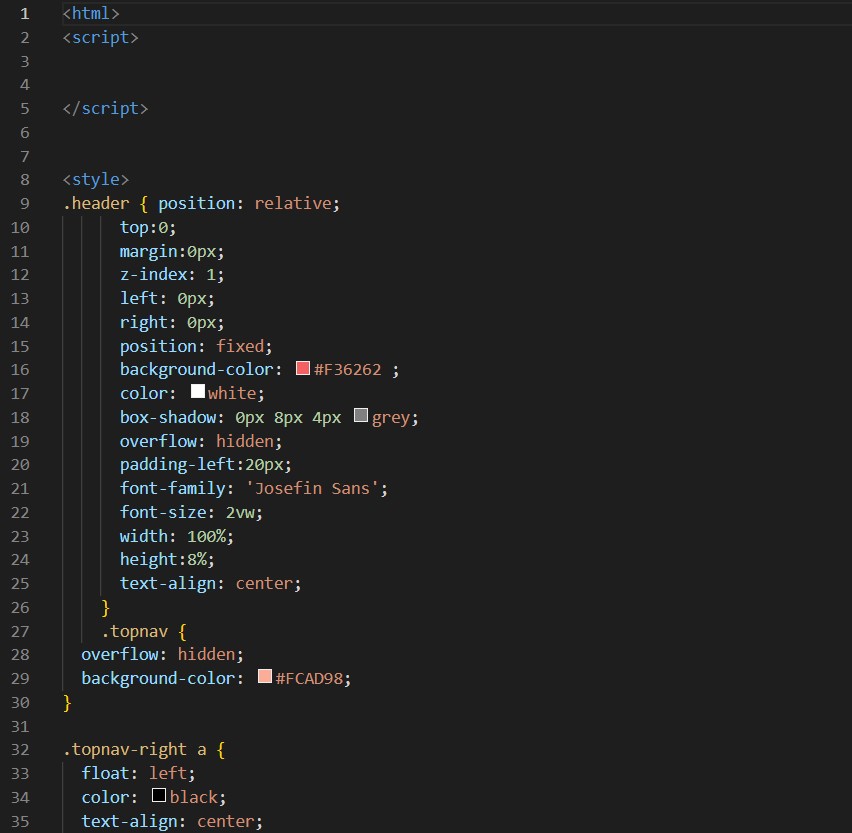 1 <html>
2 <script>
3
4
5 </script>
6
7
8 <style>
9 .header { position: relative;
10 top:0;
11 margin:0px;
12 z-index: 1;
13 left: 0px;
14 right: 0px;
15 position: fixed;
16 background-color: #F36262 ;
17 color: white;
18 box-shadow: 0px 8px 4px grey;
19 overflow: hidden;
20 padding-left:20px;
21 font-family: 'Josefin Sans';
22 font-size: 2vw;
23 width: 100%;
24 height:8%;
25 text-align: center;
26 }
27 .topnav {
28 overflow: hidden;
29 background-color: #FCAD98;
30 }
31
32 .topnav-right a {
33 float: left;
34 color: black;
35 text-align: center;